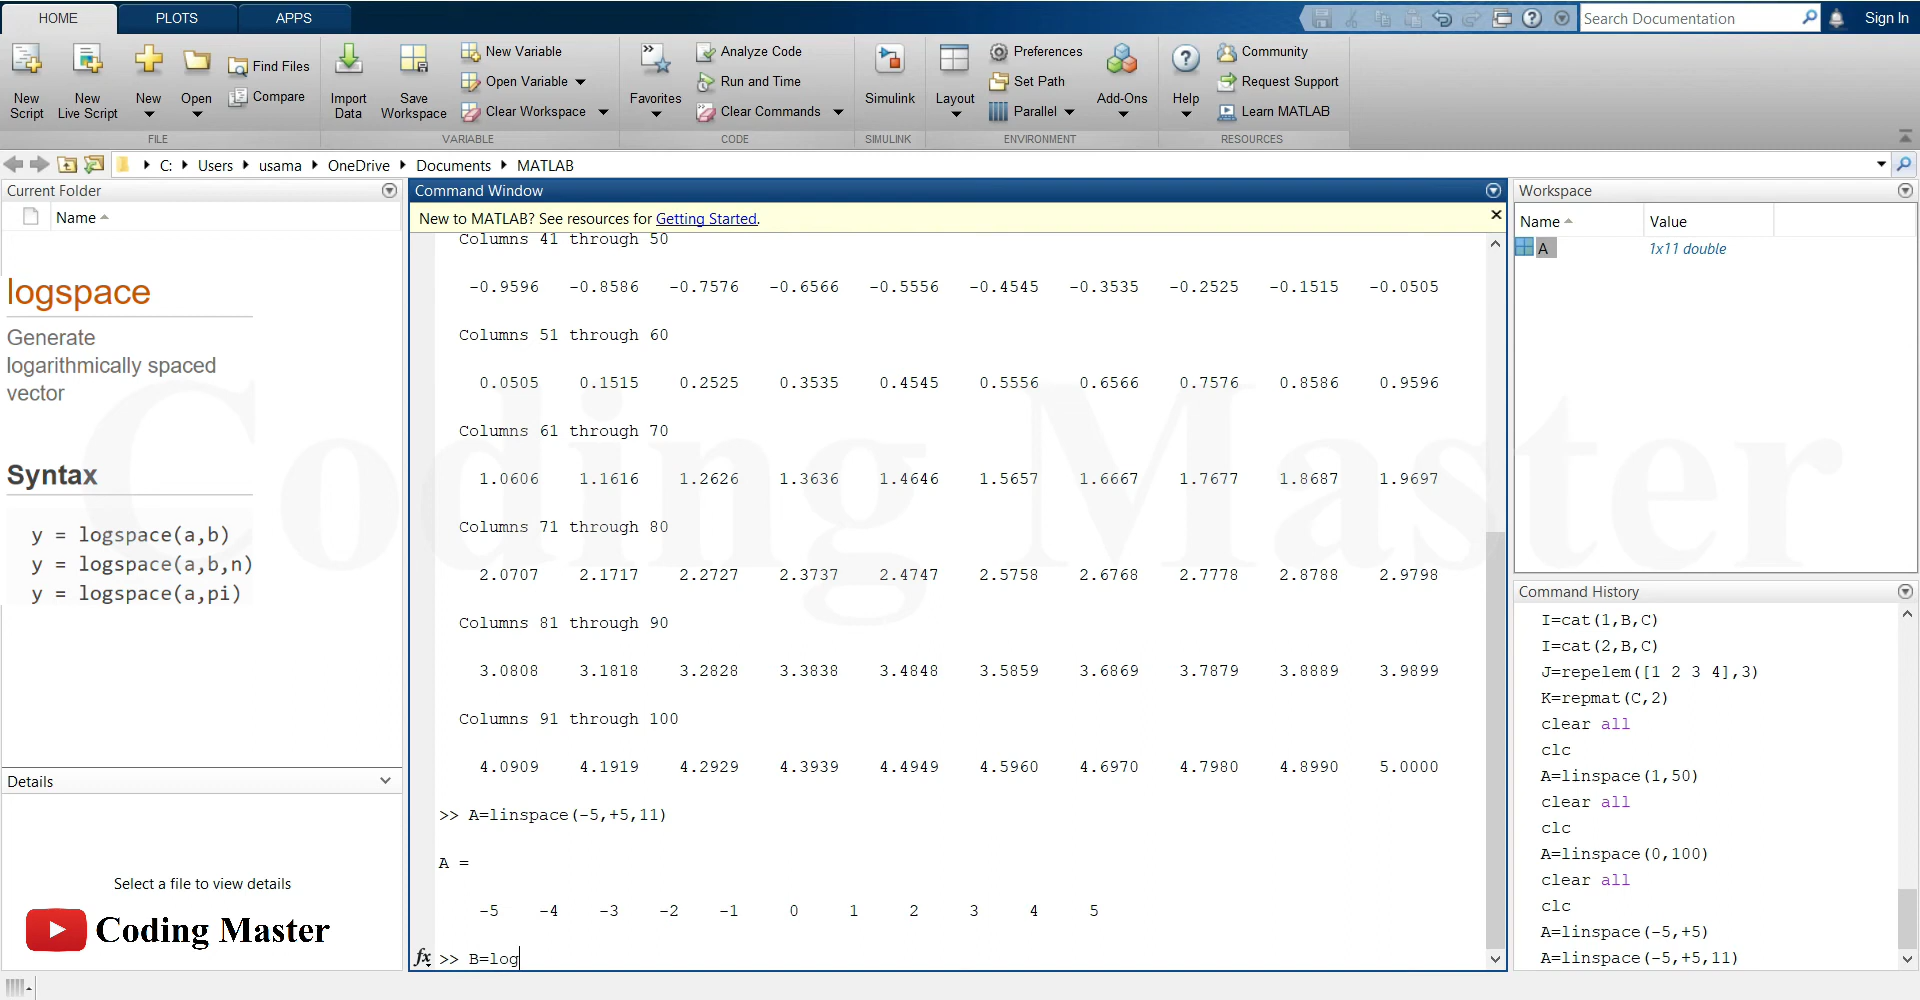 HOME PLOTS APPS
Search Documentation
Sign In
New Script
New Live Script
New
Open
Find Files
Compare
FILE
Import Data
Save Workspace
New Variable
Open Variable
Clear Workspace
VARIABLE
Favorites
Analyze Code
Run and Time
Clear Commands
CODE
Simulink
SIMULINK
Layout
Preferences
Set Path
Parallel
Add-Ons
ENVIRONMENT
Help
Community
Request Support
Learn MATLAB
RESOURCES
C: Users usama OneDrive Documents MATLAB
Current Folder
Name
logspace
Generate
logarithmically spaced
vector
Syntax
y = logspace(a,b)
y = logspace(a,b,n)
y = logspace(a,pi)
Details
Select a file to view details
Coding Master
Command Window
New to MATLAB? See resources for Getting Started.
Columns 41 through 50
-0.9596 -0.8586 -0.7576 -0.6566 -0.5556 -0.4545 -0.3535 -0.2525 -0.1515 -0.0505
Columns 51 through 60
0.0505 0.1515 0.2525 0.3535 0.4545 0.5556 0.6566 0.7576 0.8586 0.9596
Columns 61 through 70
1.0606 1.1616 1.2626 1.3636 1.4646 1.5657 1.6667 1.7677 1.8687 1.9697
Columns 71 through 80
2.0707 2.1717 2.2727 2.3737 2.4747 2.5758 2.6768 2.7778 2.8788 2.9798
Columns 81 through 90
3.0808 3.1818 3.2828 3.3838 3.4848 3.5859 3.6869 3.7879 3.8889 3.9899
Columns 91 through 100
4.0909 4.1919 4.2929 4.3939 4.4949 4.5960 4.6970 4.7980 4.8990 5.0000
>> A=linspace(-5,+5,11)
A =
-5 -4 -3 -2 -1 0 1 2 3 4 5
fx >> B=log
Coding Master
Workspace
Name Value
A 1x11 double
Command History
I=cat(1,B,C)
I=cat(2,B,C)
J=repelem([1 2 3 4],3)
K=repmat(C,2)
clear all
clc
A=linspace(1,50)
clear all
clc
A=linspace(0,100)
clear all
clc
A=linspace(-5,+5)
A=linspace(-5,+5,11)